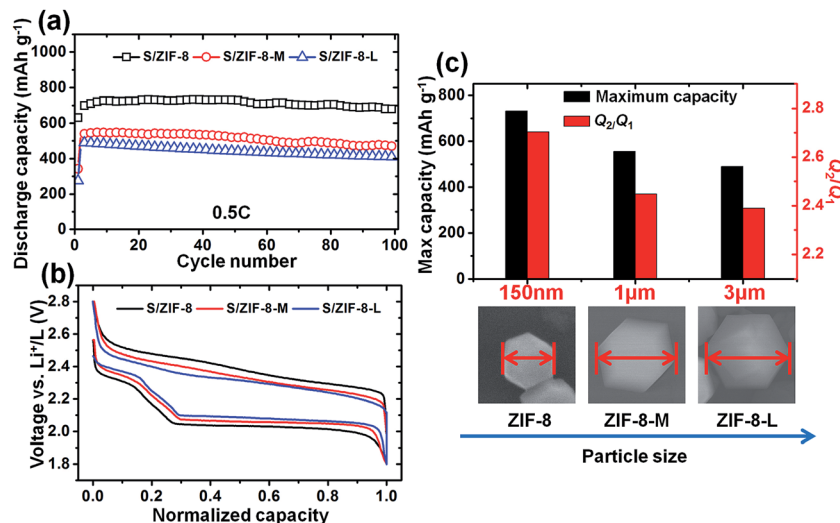 (a)
S/ZIF-8 S/ZIF-8-M S/ZIF-8-L
Discharge capacity (mAh g⁻¹)
1000
800
600
400
200
0
0.5C
0 20 40 60 80 100
Cycle number
(b)
S/ZIF-8 S/ZIF-8-M S/ZIF-8-L
Voltage vs. Li⁺/L (V)
2.8
2.6
2.4
2.2
2.0
1.8
0.0 0.2 0.4 0.6 0.8 1.0
Normalized capacity
(c)
Maximum capacity
Q₂/Q₁
Max capacity (mAh g⁻¹)
800
600
400
200
0
2.8
2.6
2.4
2.2
Q₂/Q₁
150nm 1μm 3μm
ZIF-8 ZIF-8-M ZIF-8-L
Particle size